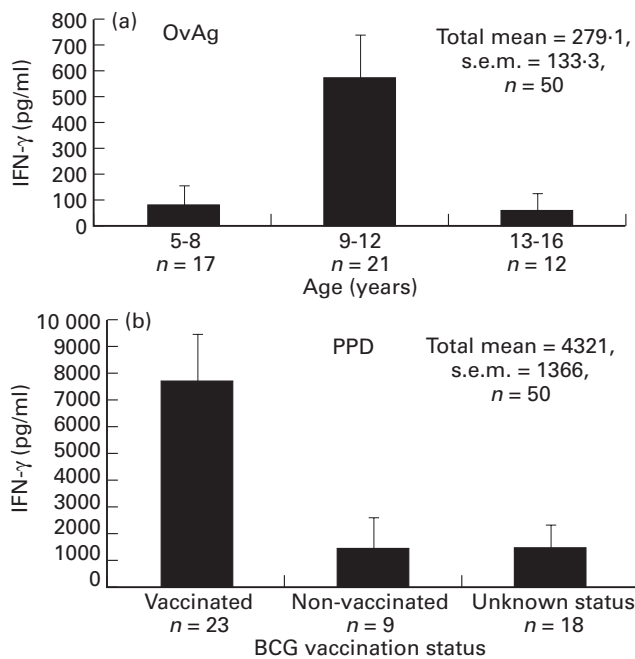 (a)
OvAg
Total mean = 279·1,
s.e.m. = 133·3,
n = 50
IFN-γ (pg/ml)
800
700
600
500
400
300
200
100
0
5-8
9-12
13-16
n = 17
n = 21
n = 12
Age (years)
(b)
PPD
Total mean = 4321,
s.e.m. = 1366,
n = 50
IFN-γ (pg/ml)
10 000
9000
8000
7000
6000
5000
4000
3000
2000
1000
0
Vaccinated
Non-vaccinated
Unknown status
n = 23
n = 9
n = 18
BCG vaccination status